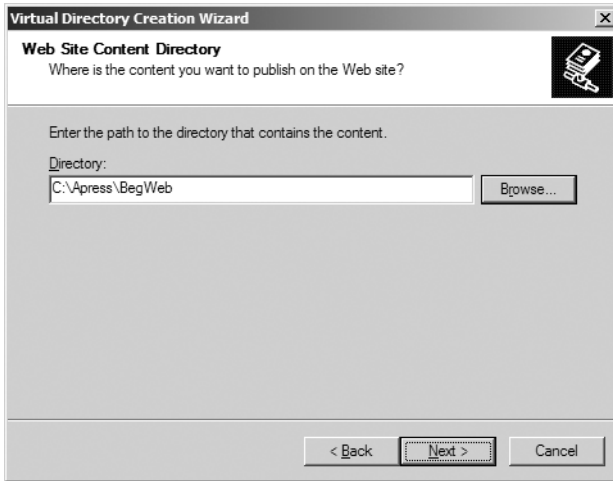 Virtual Directory Creation Wizard
Web Site Content Directory
Where is the content you want to publish on the Web site?
Enter the path to the directory that contains the content.
Directory:
C:\Apress\BegWeb
Browse...
< Back
Next >
Cancel